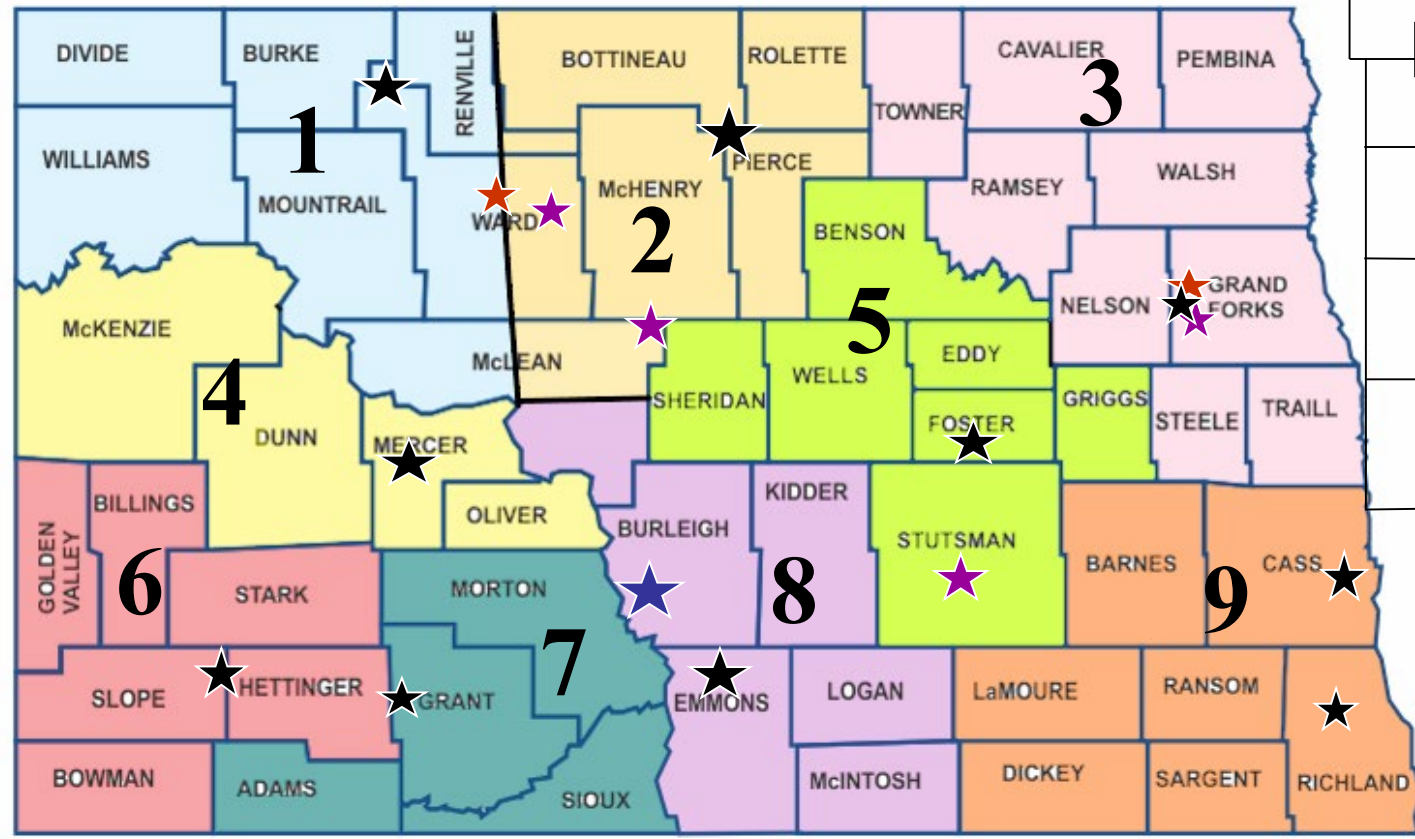 DIVIDE
BURKE
RENVILLE
BOTTINEAU
ROLETTE
CAVALIER
PEMBINA
3
TOWNER
1
WILLIAMS
MOUNTRAIL
WARD
McHENRY
PIERCE
2
RAMSEY
WALSH
BENSON
5
NELSON
GRAND
FORKS
McKENZIE
4
McLEAN
SHERIDAN
WELLS
EDDY
FOSTER
GRIGGS
STEELE
TRAILL
DUNN
MERCER
OLIVER
BILLINGS
GOLDEN
VALLEY
6
STARK
MORTON
7
BURLEIGH
KIDDER
8
STUTSMAN
BARNES
9
CASS
SLOPE
HETTINGER
GRANT
EMMONS
LOGAN
LaMOURE
RANSOM
RICHLAND
BOWMAN
ADAMS
SIOUX
McINTOSH
DICKEY
SARGENT